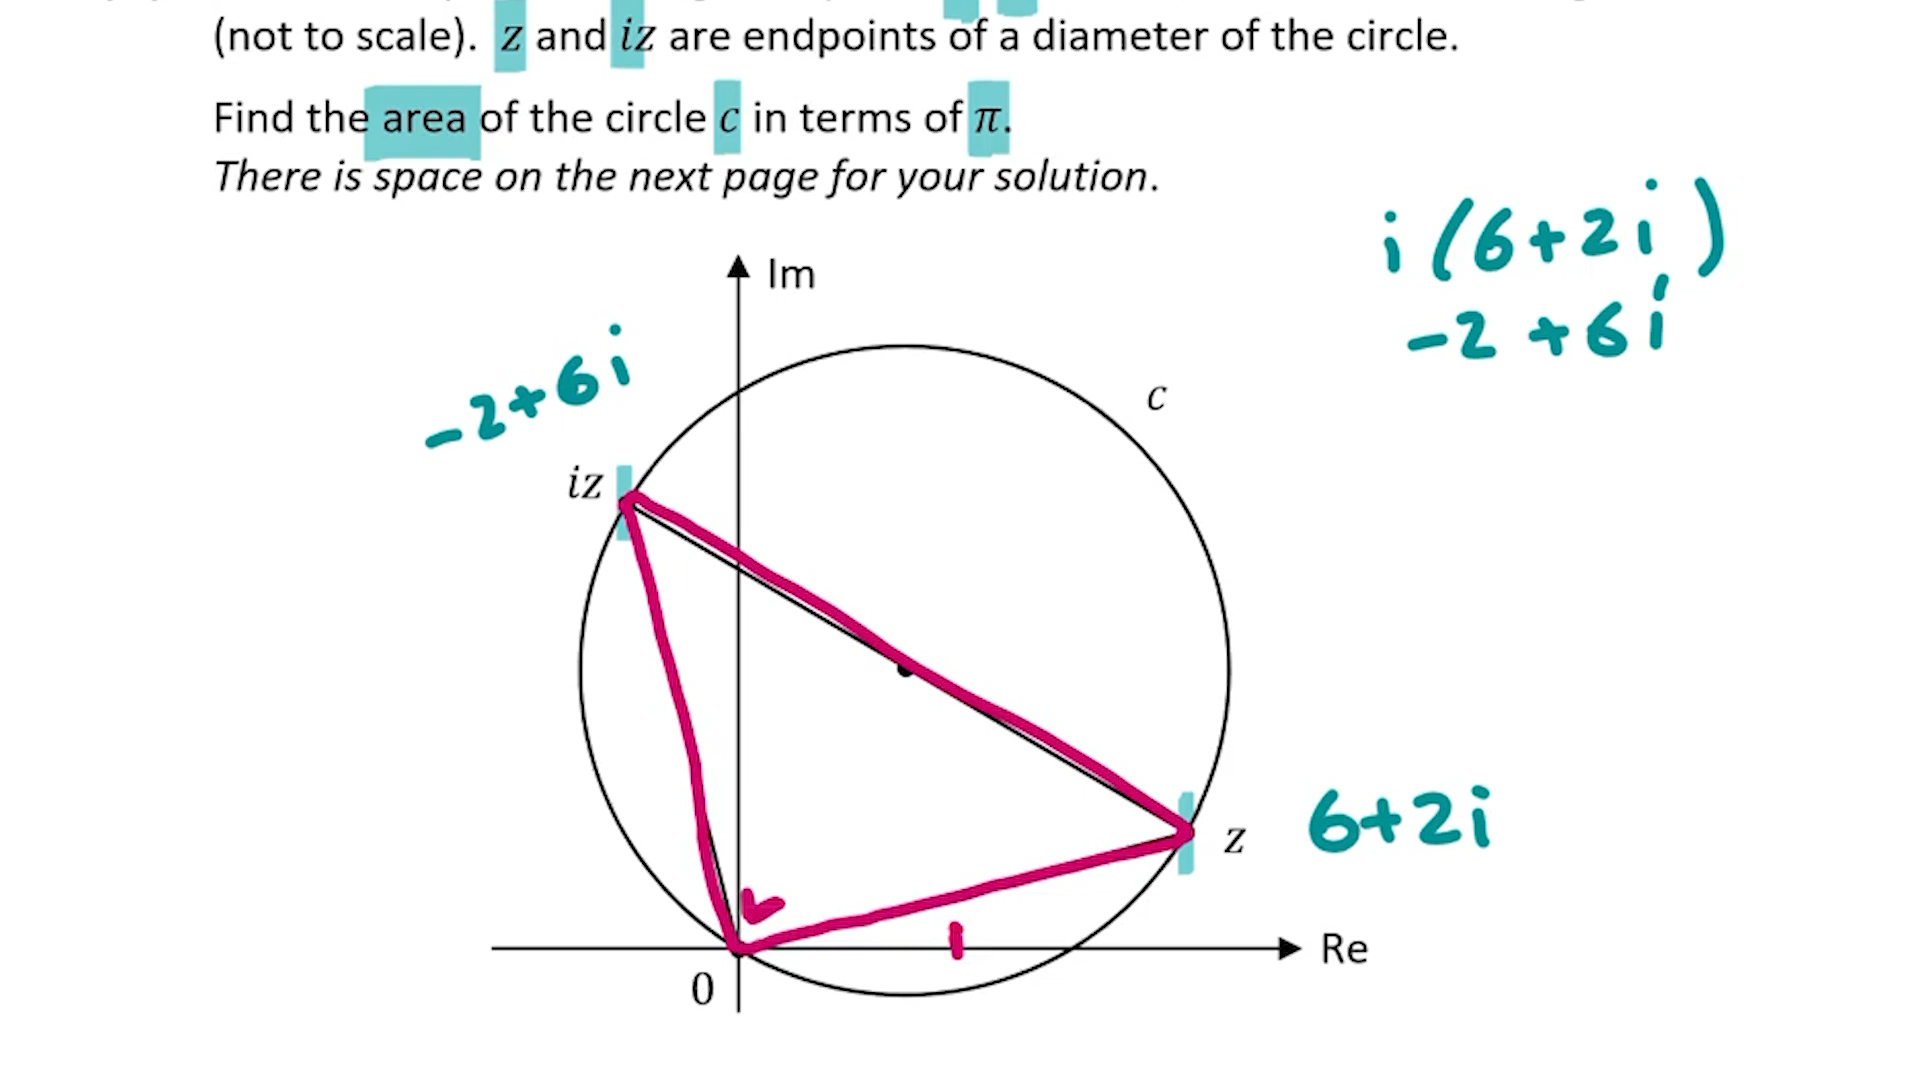 (not to scale). z and iz are endpoints of a diameter of the circle.
Find the area of the circle c in terms of π.
There is space on the next page for your solution.
i(6+2i)
-2+6i
Im
-2+6i
c
iz
z
6+2i
Re
0